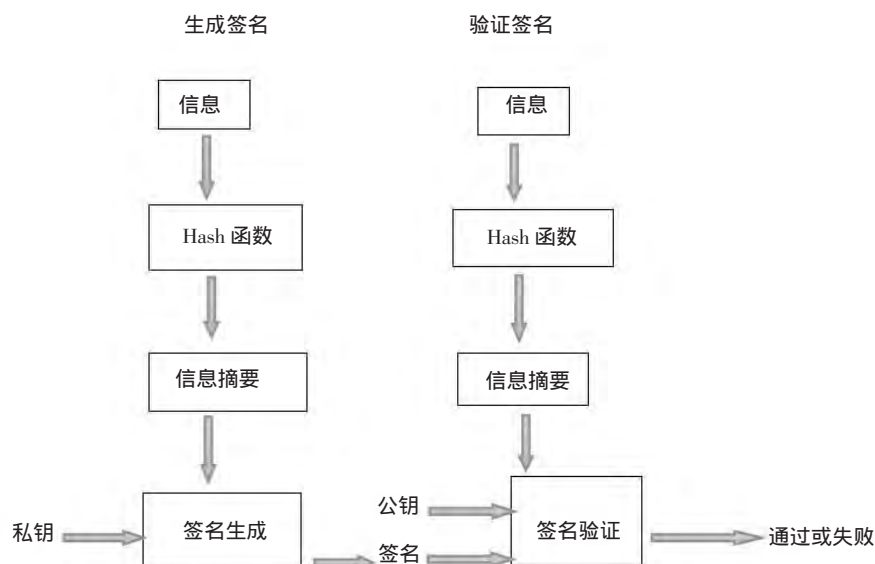 生成签名
验证签名
信息
信息
Hash 函数
Hash 函数
信息摘要
信息摘要
私钥
签名生成
公钥
签名
签名验证
通过或失败